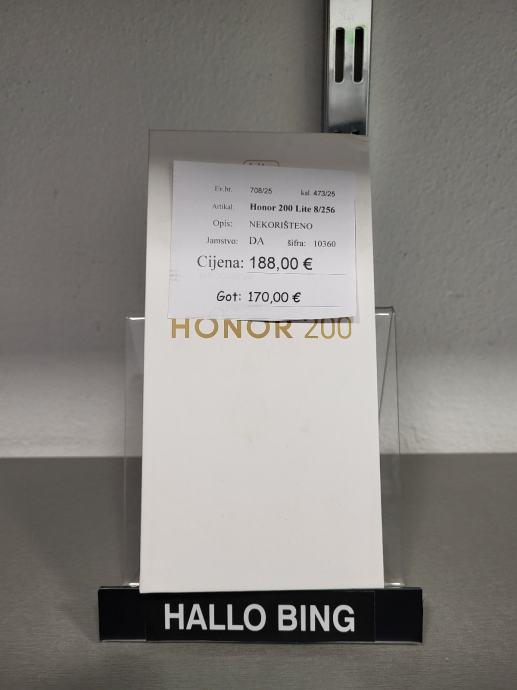 Ev.br. 708/25 kal. 473/25
Artikal: Honor 200 Lite 8/256
Opis: NEKORIŠTENO
Jamstvo: DA šifra: 10360
Cijena: 188,00 €
Got: 170,00 €
HONOR 200
HALLO BING